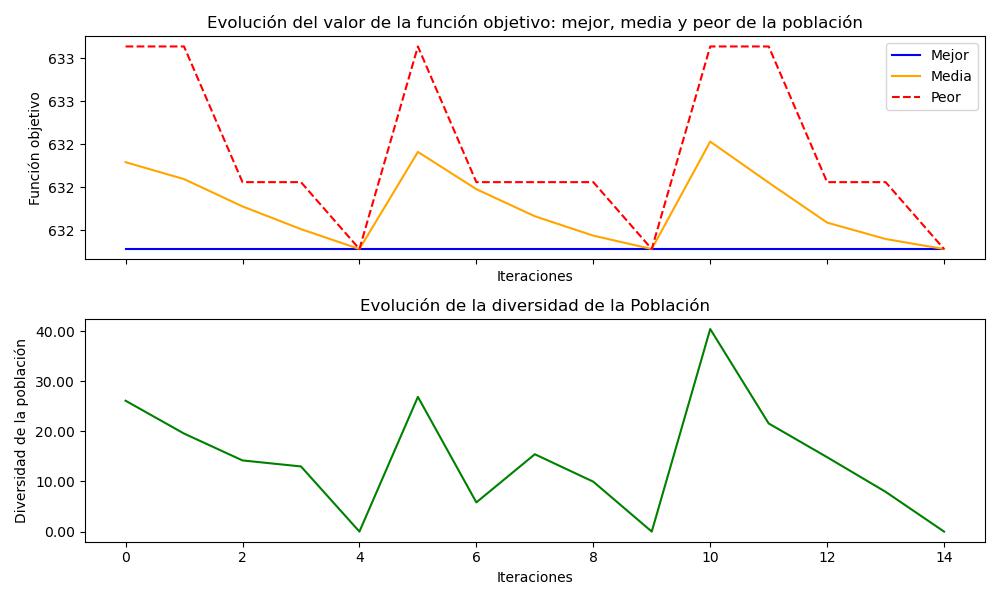 Evolución del valor de la función objetivo: mejor, media y peor de la población
Función objetivo
633
633
632
632
632
Mejor
Media
Peor
Iteraciones
Evolución de la diversidad de la Población
Diversidad de la población
40.00
30.00
20.00
10.00
0.00
0 2 4 6 8 10 12 14
Iteraciones